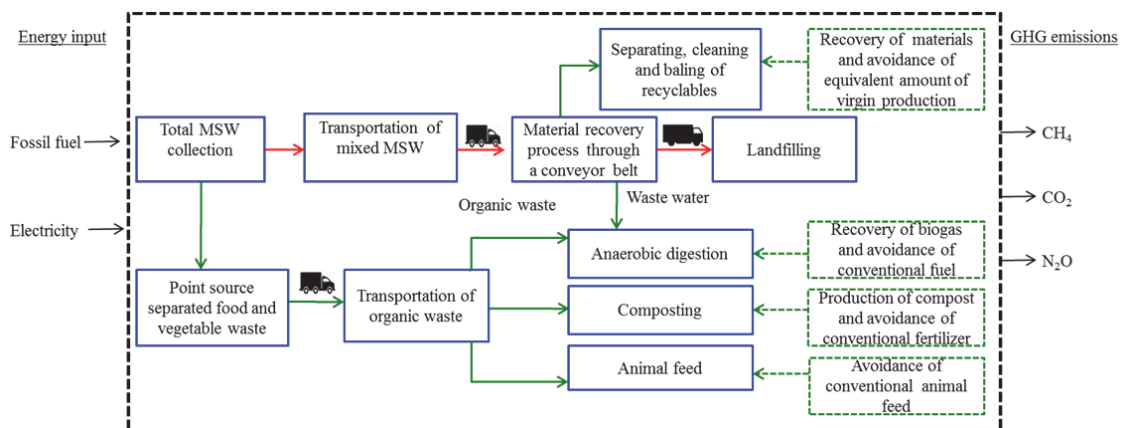 Energy input
Fossil fuel
Electricity
Total MSW
collection
Transportation of
mixed MSW
Material recovery
process through
a conveyor belt
Landfilling
Separating, cleaning
and baling of
recyclables
Recovery of materials
and avoidance of
equivalent amount of
virgin production
Organic waste
Waste water
Point source
separated food and
vegetable waste
Transportation of
organic waste
Anaerobic digestion
Composting
Animal feed
Recovery of biogas
and avoidance of
conventional fuel
Production of compost
and avoidance of
conventional fertilizer
Avoidance of
conventional animal
feed
GHG emissions
CH4
CO2
N2O